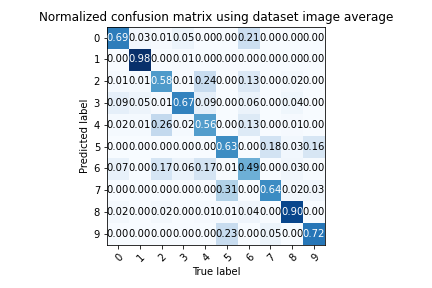 Normalized confusion matrix using dataset image average
0 0.69 0.03 0.01 0.05 0.00 0.00 0.21 0.00 0.00 0.00
1 0.00 0.98 0.00 0.01 0.00 0.00 0.00 0.00 0.00 0.00
2 0.01 0.01 0.58 0.01 0.24 0.00 0.13 0.00 0.02 0.00
3 0.09 0.05 0.01 0.67 0.09 0.00 0.06 0.00 0.04 0.00
4 0.02 0.01 0.26 0.02 0.56 0.00 0.13 0.00 0.01 0.00
5 0.00 0.00 0.00 0.00 0.00 0.63 0.00 0.18 0.03 0.16
6 0.07 0.00 0.17 0.06 0.17 0.01 0.49 0.00 0.03 0.00
7 0.00 0.00 0.00 0.00 0.00 0.31 0.00 0.64 0.02 0.03
8 0.02 0.00 0.02 0.00 0.01 0.01 0.04 0.00 0.90 0.00
9 0.00 0.00 0.00 0.00 0.00 0.23 0.00 0.05 0.00 0.72
0 1 2 3 4 5 6 7 8 9
Predicted label
True label